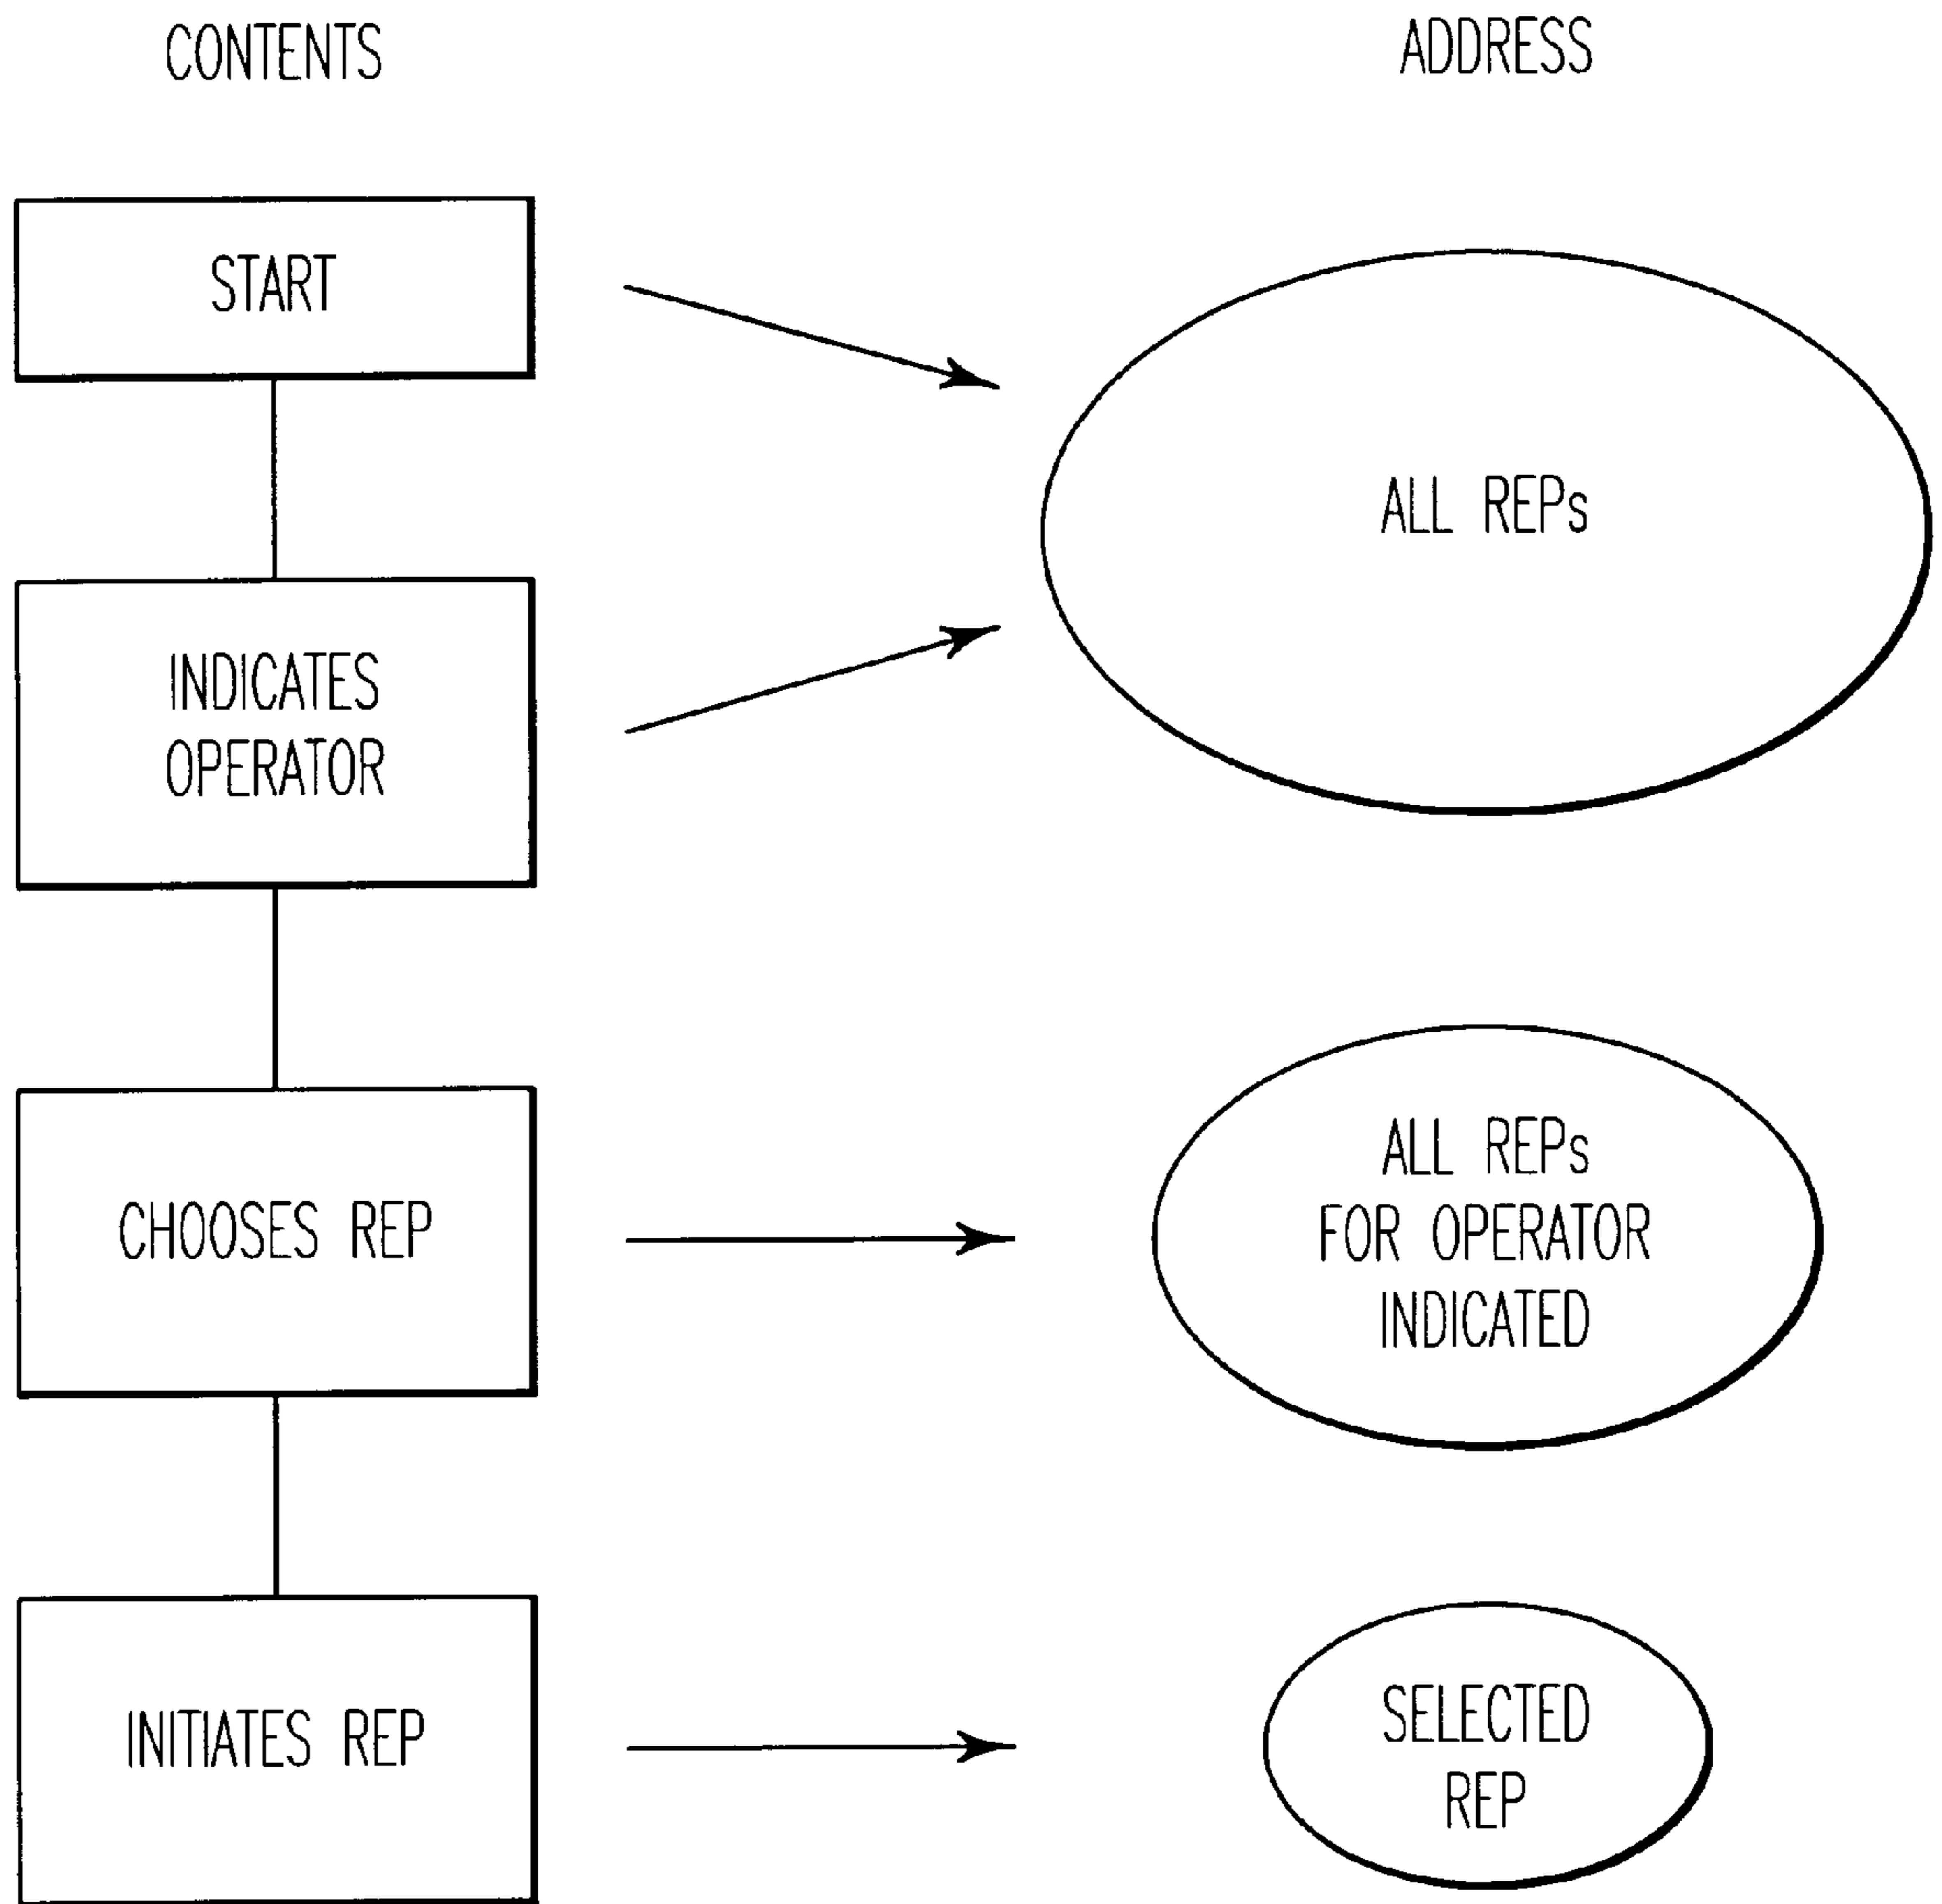 CONTENTS
ADDRESS
START
ALL REPs
INDICATES
OPERATOR
CHOOSES REP
ALL REPs
FOR OPERATOR
INDICATED
INITIATES REP
SELECTED
REP